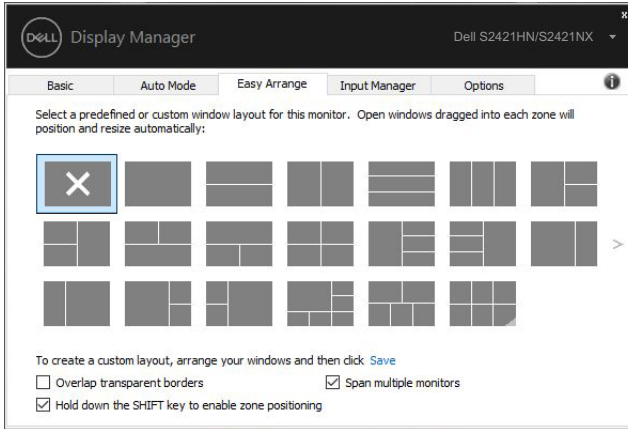 x
DELL Display Manager Dell S2421HN/S2421NX
Basic Auto Mode Easy Arrange Input Manager Options
Select a predefined or custom window layout for this monitor. Open windows dragged into each zone will
position and resize automatically:
To create a custom layout, arrange your windows and then click Save
Overlap transparent borders Span multiple monitors
Hold down the SHIFT key to enable zone positioning